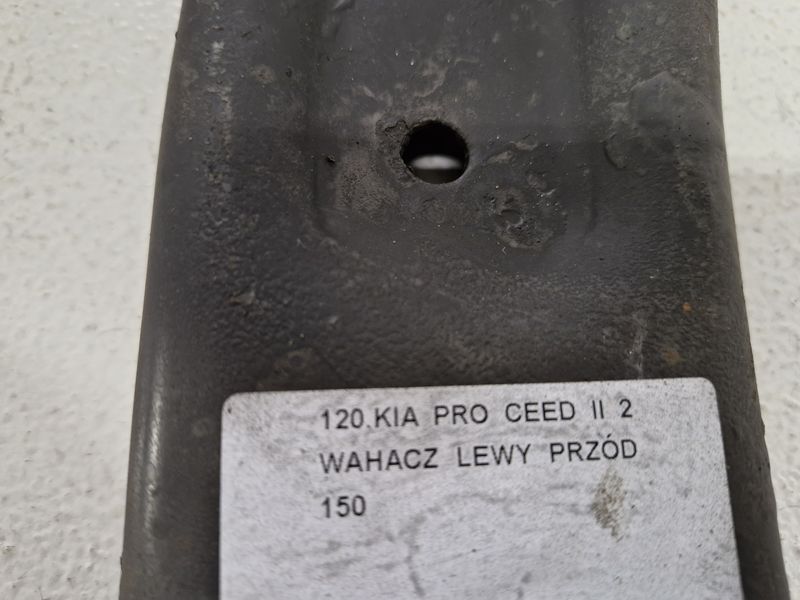 120.KIA PRO CEED II 2
WAHACZ LEWY PRZÓD
150